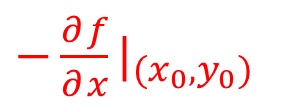 − ∂f/∂x |(x₀,y₀)